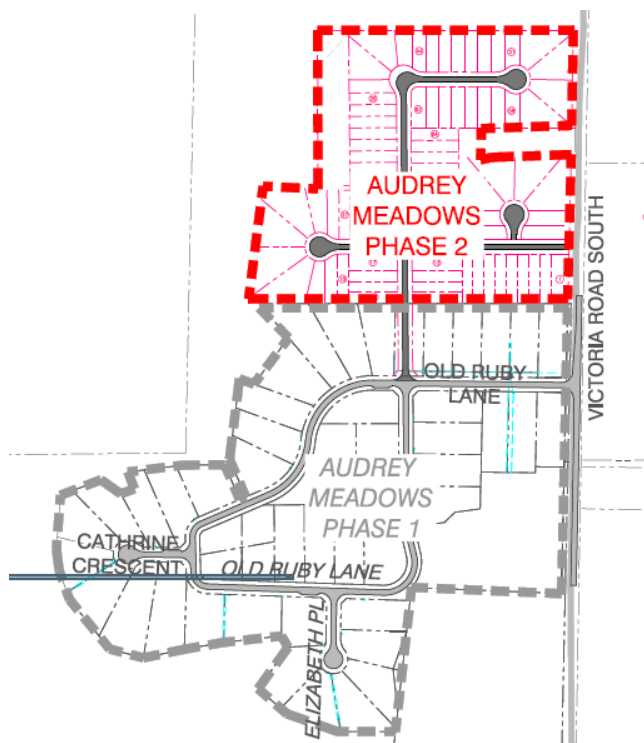 AUDREY
MEADOWS
PHASE 2
VICTORIA ROAD SOUTH
OLD RUBY
LANE
AUDREY
MEADOWS
PHASE 1
CATHRINE
CRESCENT
OLD RUBY LANE
ELIZABETH PL